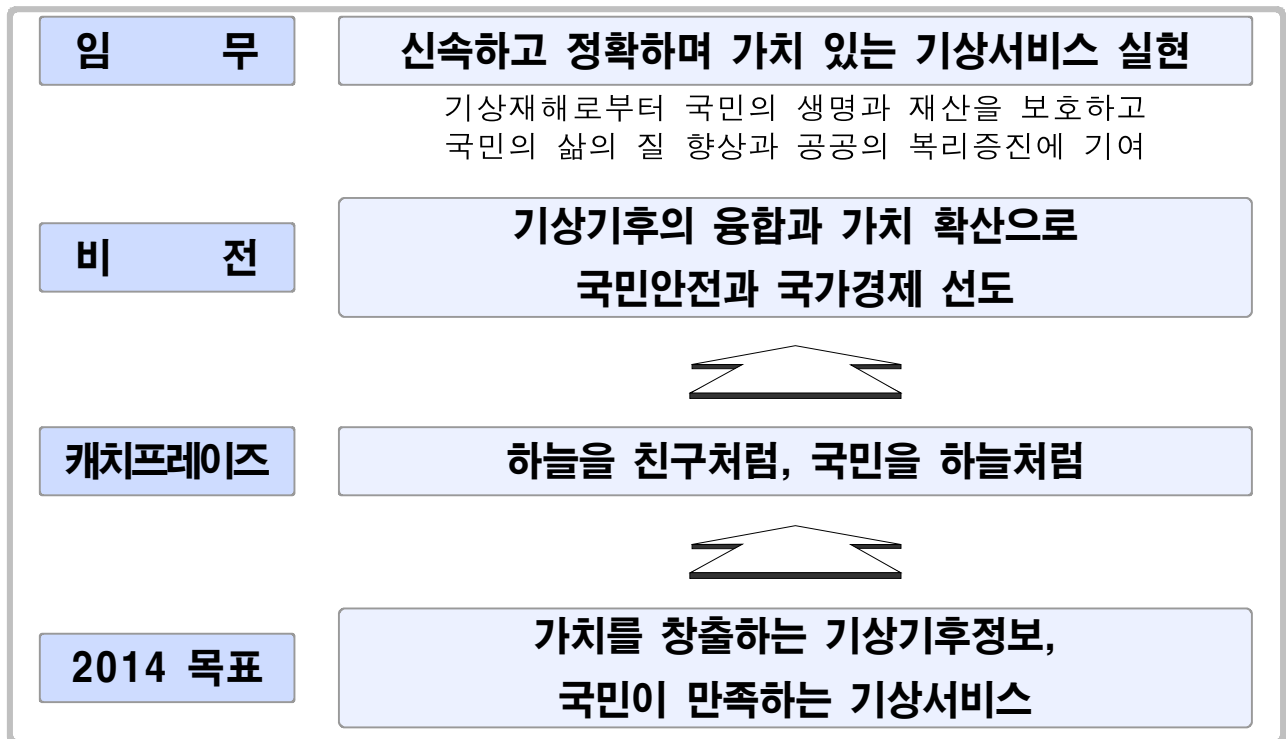 임 무
신속하고 정확하며 가치 있는 기상서비스 실현
기상재해로부터 국민의 생명과 재산을 보호하고
국민의 삶의 질 향상과 공공의 복리증진에 기여
비 전
기상기후의 융합과 가치 확산으로
국민안전과 국가경제 선도
캐치프레이즈
하늘을 친구처럼, 국민을 하늘처럼
2014 목표
가치를 창출하는 기상기후정보,
국민이 만족하는 기상서비스